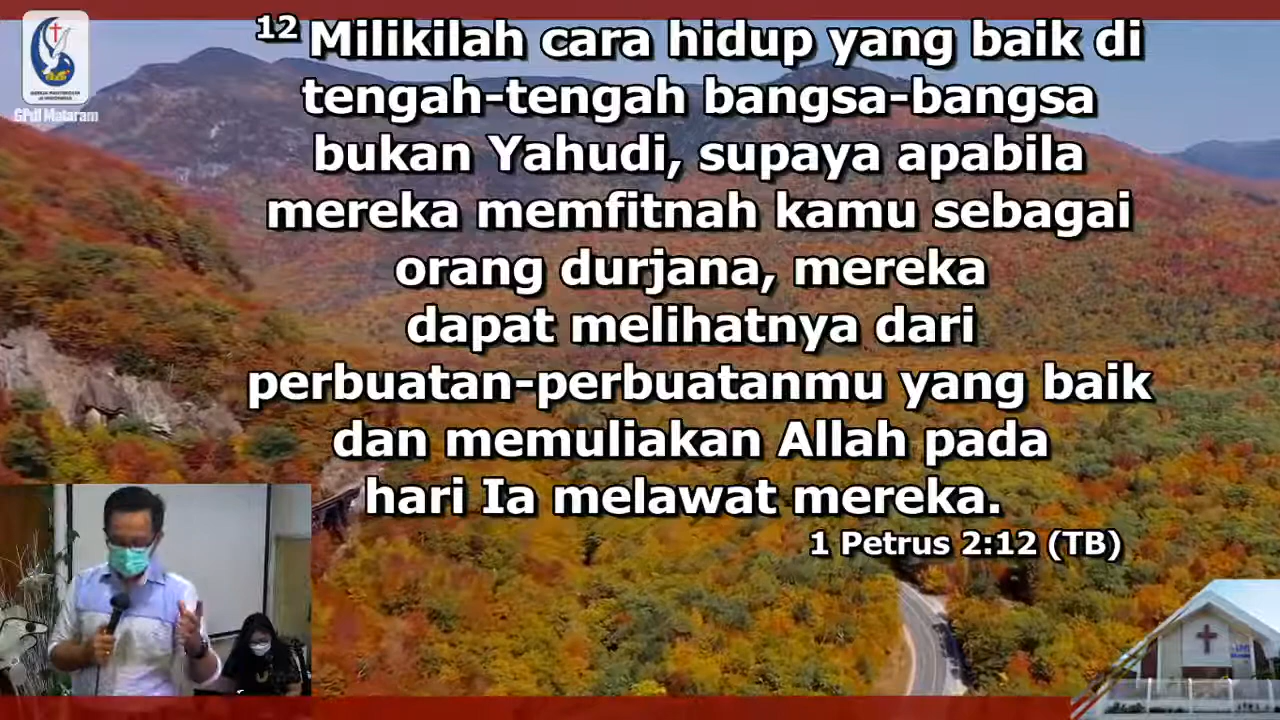 GPdI Mataram
12 Milikilah cara hidup yang baik di
tengah-tengah bangsa-bangsa
bukan Yahudi, supaya apabila
mereka memfitnah kamu sebagai
orang durjana, mereka
dapat melihatnya dari
perbuatan-perbuatanmu yang baik
dan memuliakan Allah pada
hari Ia melawat mereka.
1 Petrus 2:12 (TB)